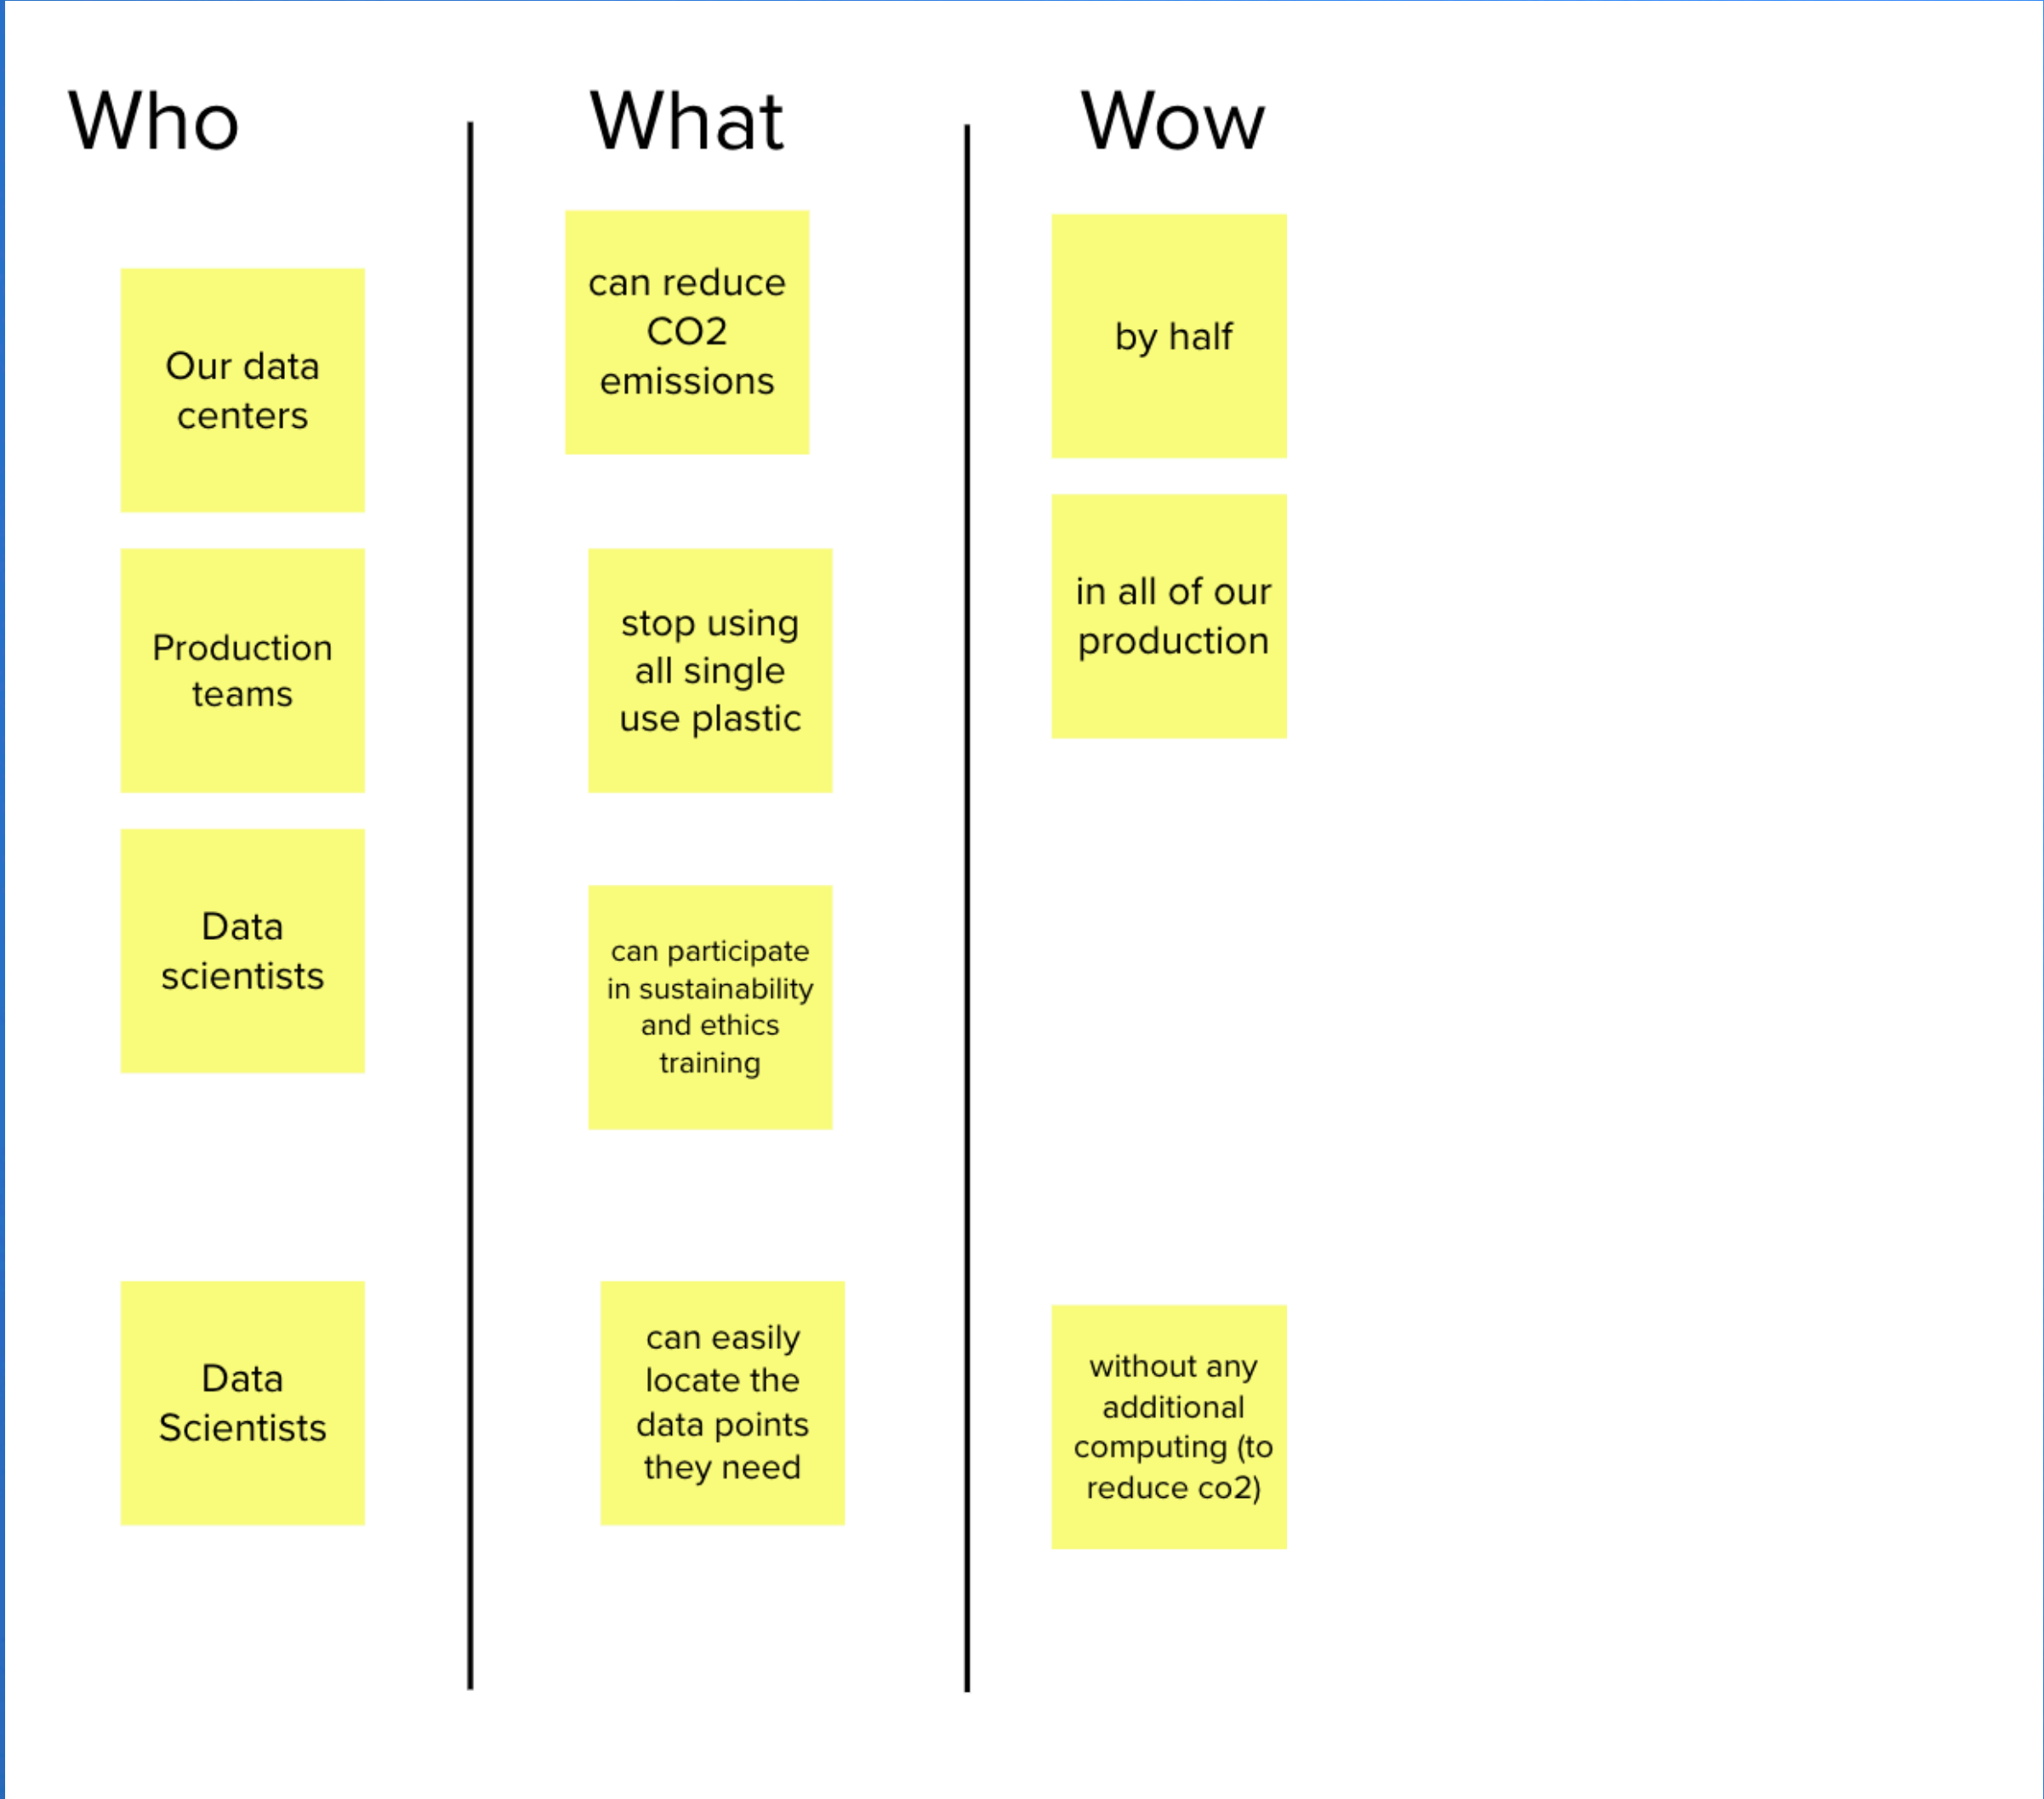 Who
What
Wow
Our data
centers
can reduce
CO2
emissions
by half
Production
teams
stop using
all single
use plastic
in all of our
production
Data
scientists
can participate
in sustainability
and ethics
training
Data
Scientists
can easily
locate the
data points
they need
without any
additional
computing (to
reduce co2)